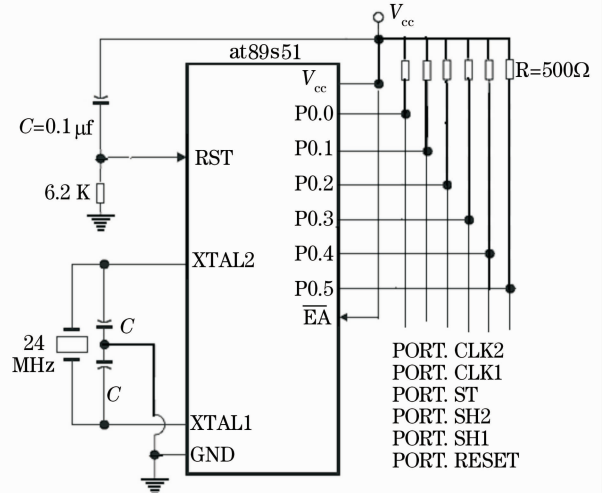 Vcc
at89s51
Vcc
R=500Ω
P0.0
C=0.1 μf
P0.1
RST
6.2 K
P0.2
P0.3
P0.4
XTAL2
P0.5
EA
C
24
MHz
C
PORT. CLK2
PORT. CLK1
PORT. ST
PORT. SH2
PORT. SH1
PORT. RESET
XTAL1
GND